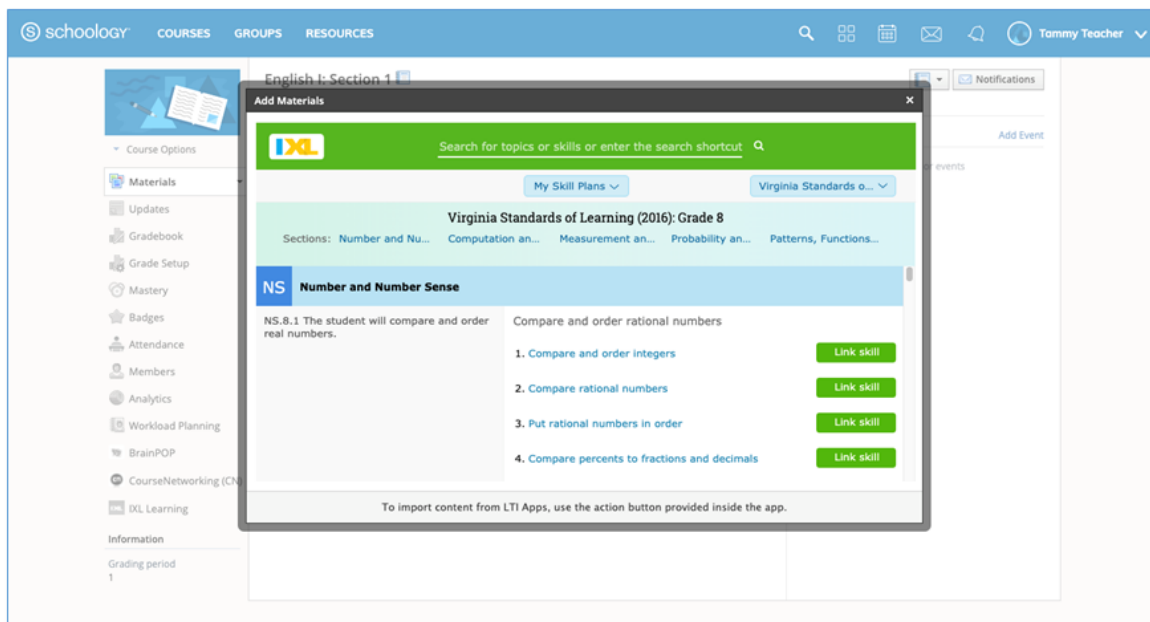 schoology COURSES GROUPS RESOURCES Tammy Teacher
English I: Section 1
Notifications
Add Materials
Add Event
Course Options
IXL Search for topics or skills or enter the search shortcut
or events
Materials
My Skill Plans Virginia Standards o...
Updates
Virginia Standards of Learning (2016): Grade 8
Gradebook
Sections: Number and Nu... Computation an... Measurement an... Probability an... Patterns, Functions...
Grade Setup
Mastery
NS Number and Number Sense
Badges
NS.8.1 The student will compare and order
real numbers.
Compare and order rational numbers
Attendance
1. Compare and order integers Link skill
Members
2. Compare rational numbers Link skill
Analytics
3. Put rational numbers in order Link skill
Workload Planning
BrainPOP
4. Compare percents to fractions and decimals Link skill
CourseNetworking (CN)
IXL Learning
To import content from LTI Apps, use the action button provided inside the app.
Information
Grading period
1